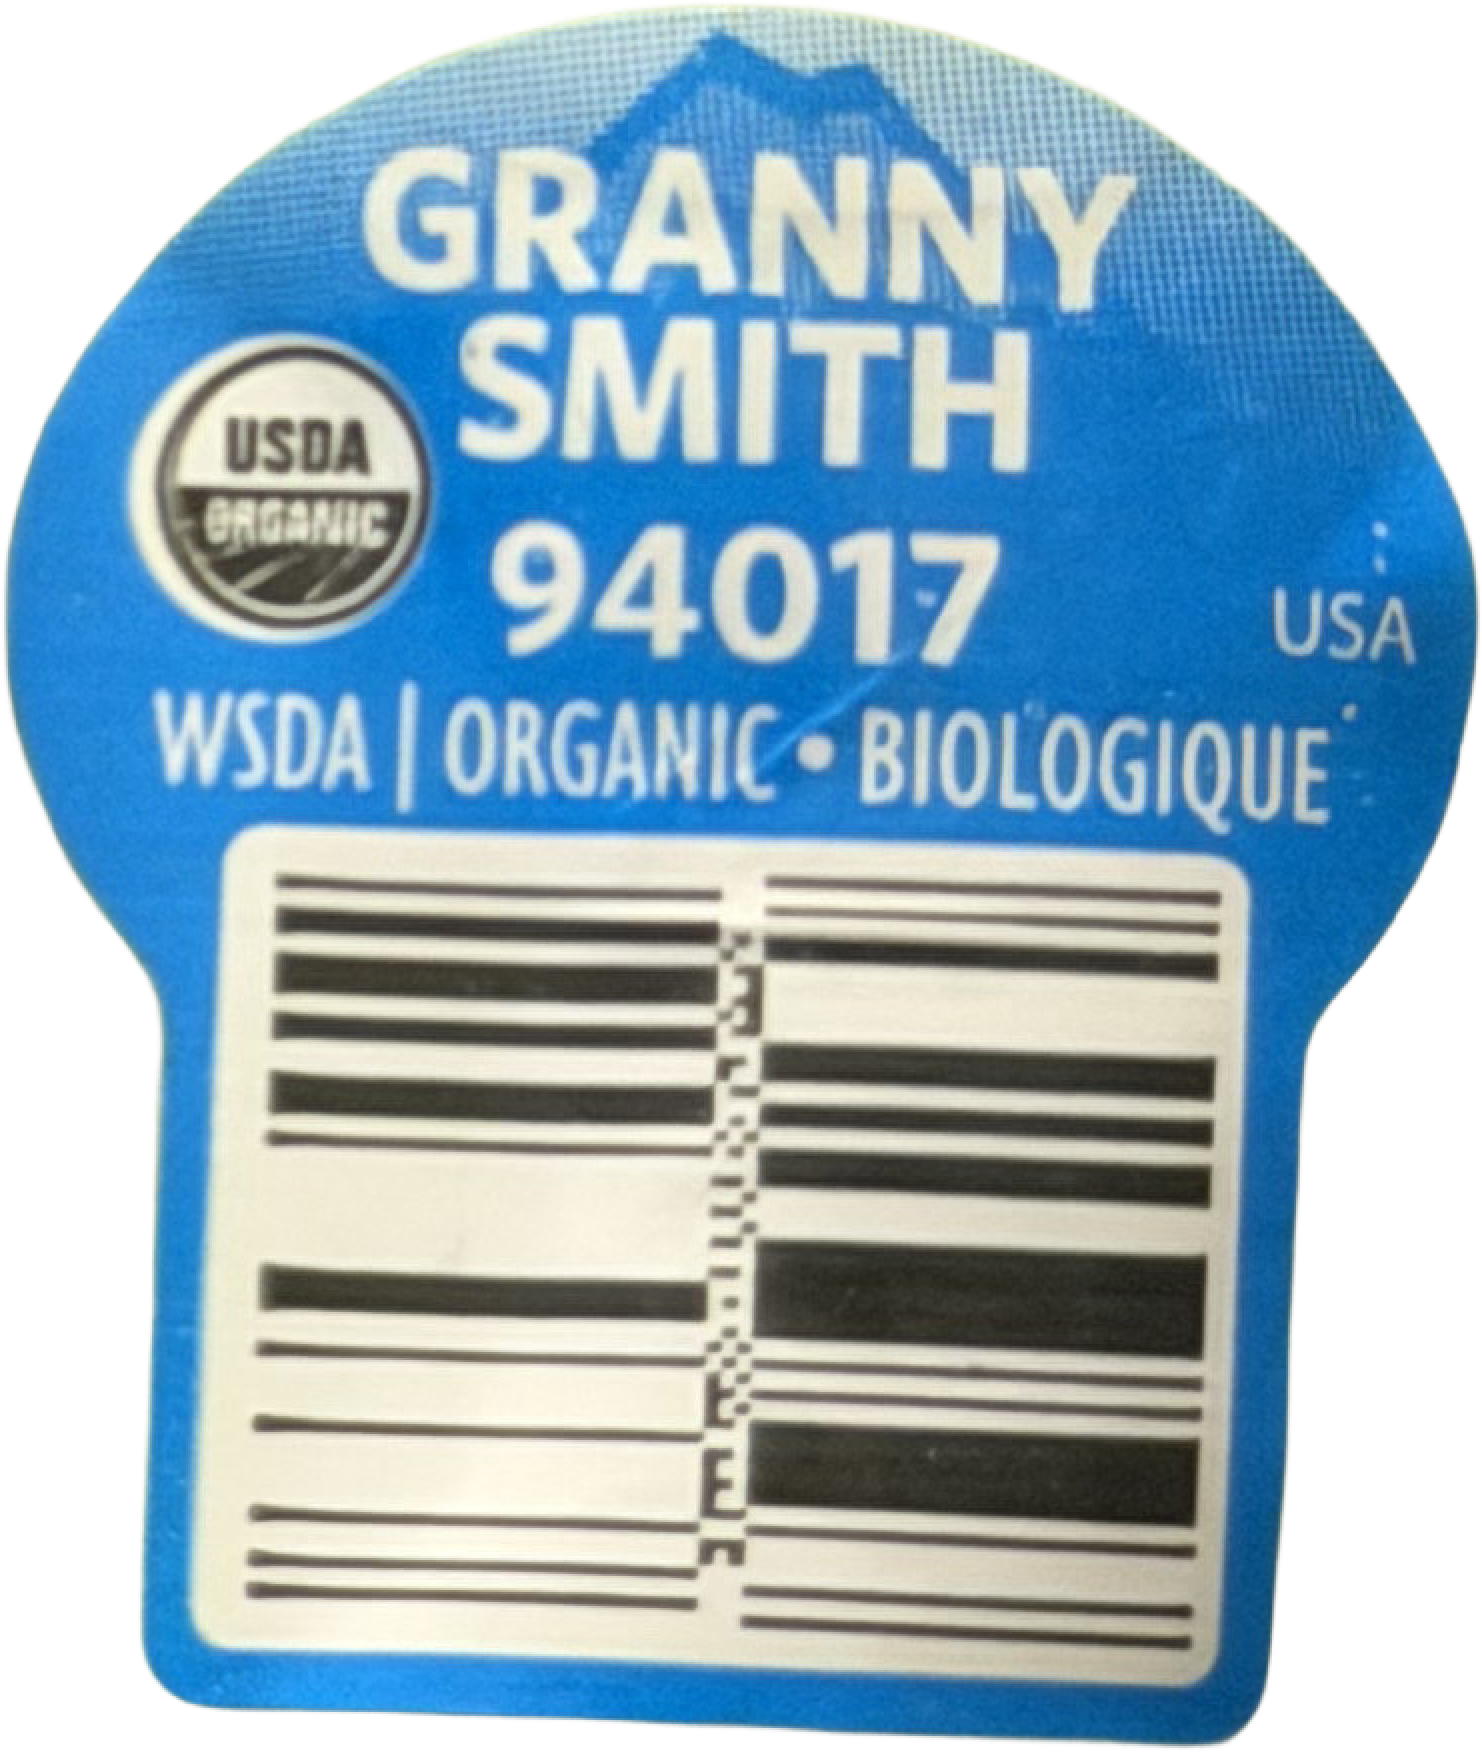 GRANNY
SMITH
USDA
ORGANIC
94017
USA
WSDA | ORGANIC • BIOLOGIQUE